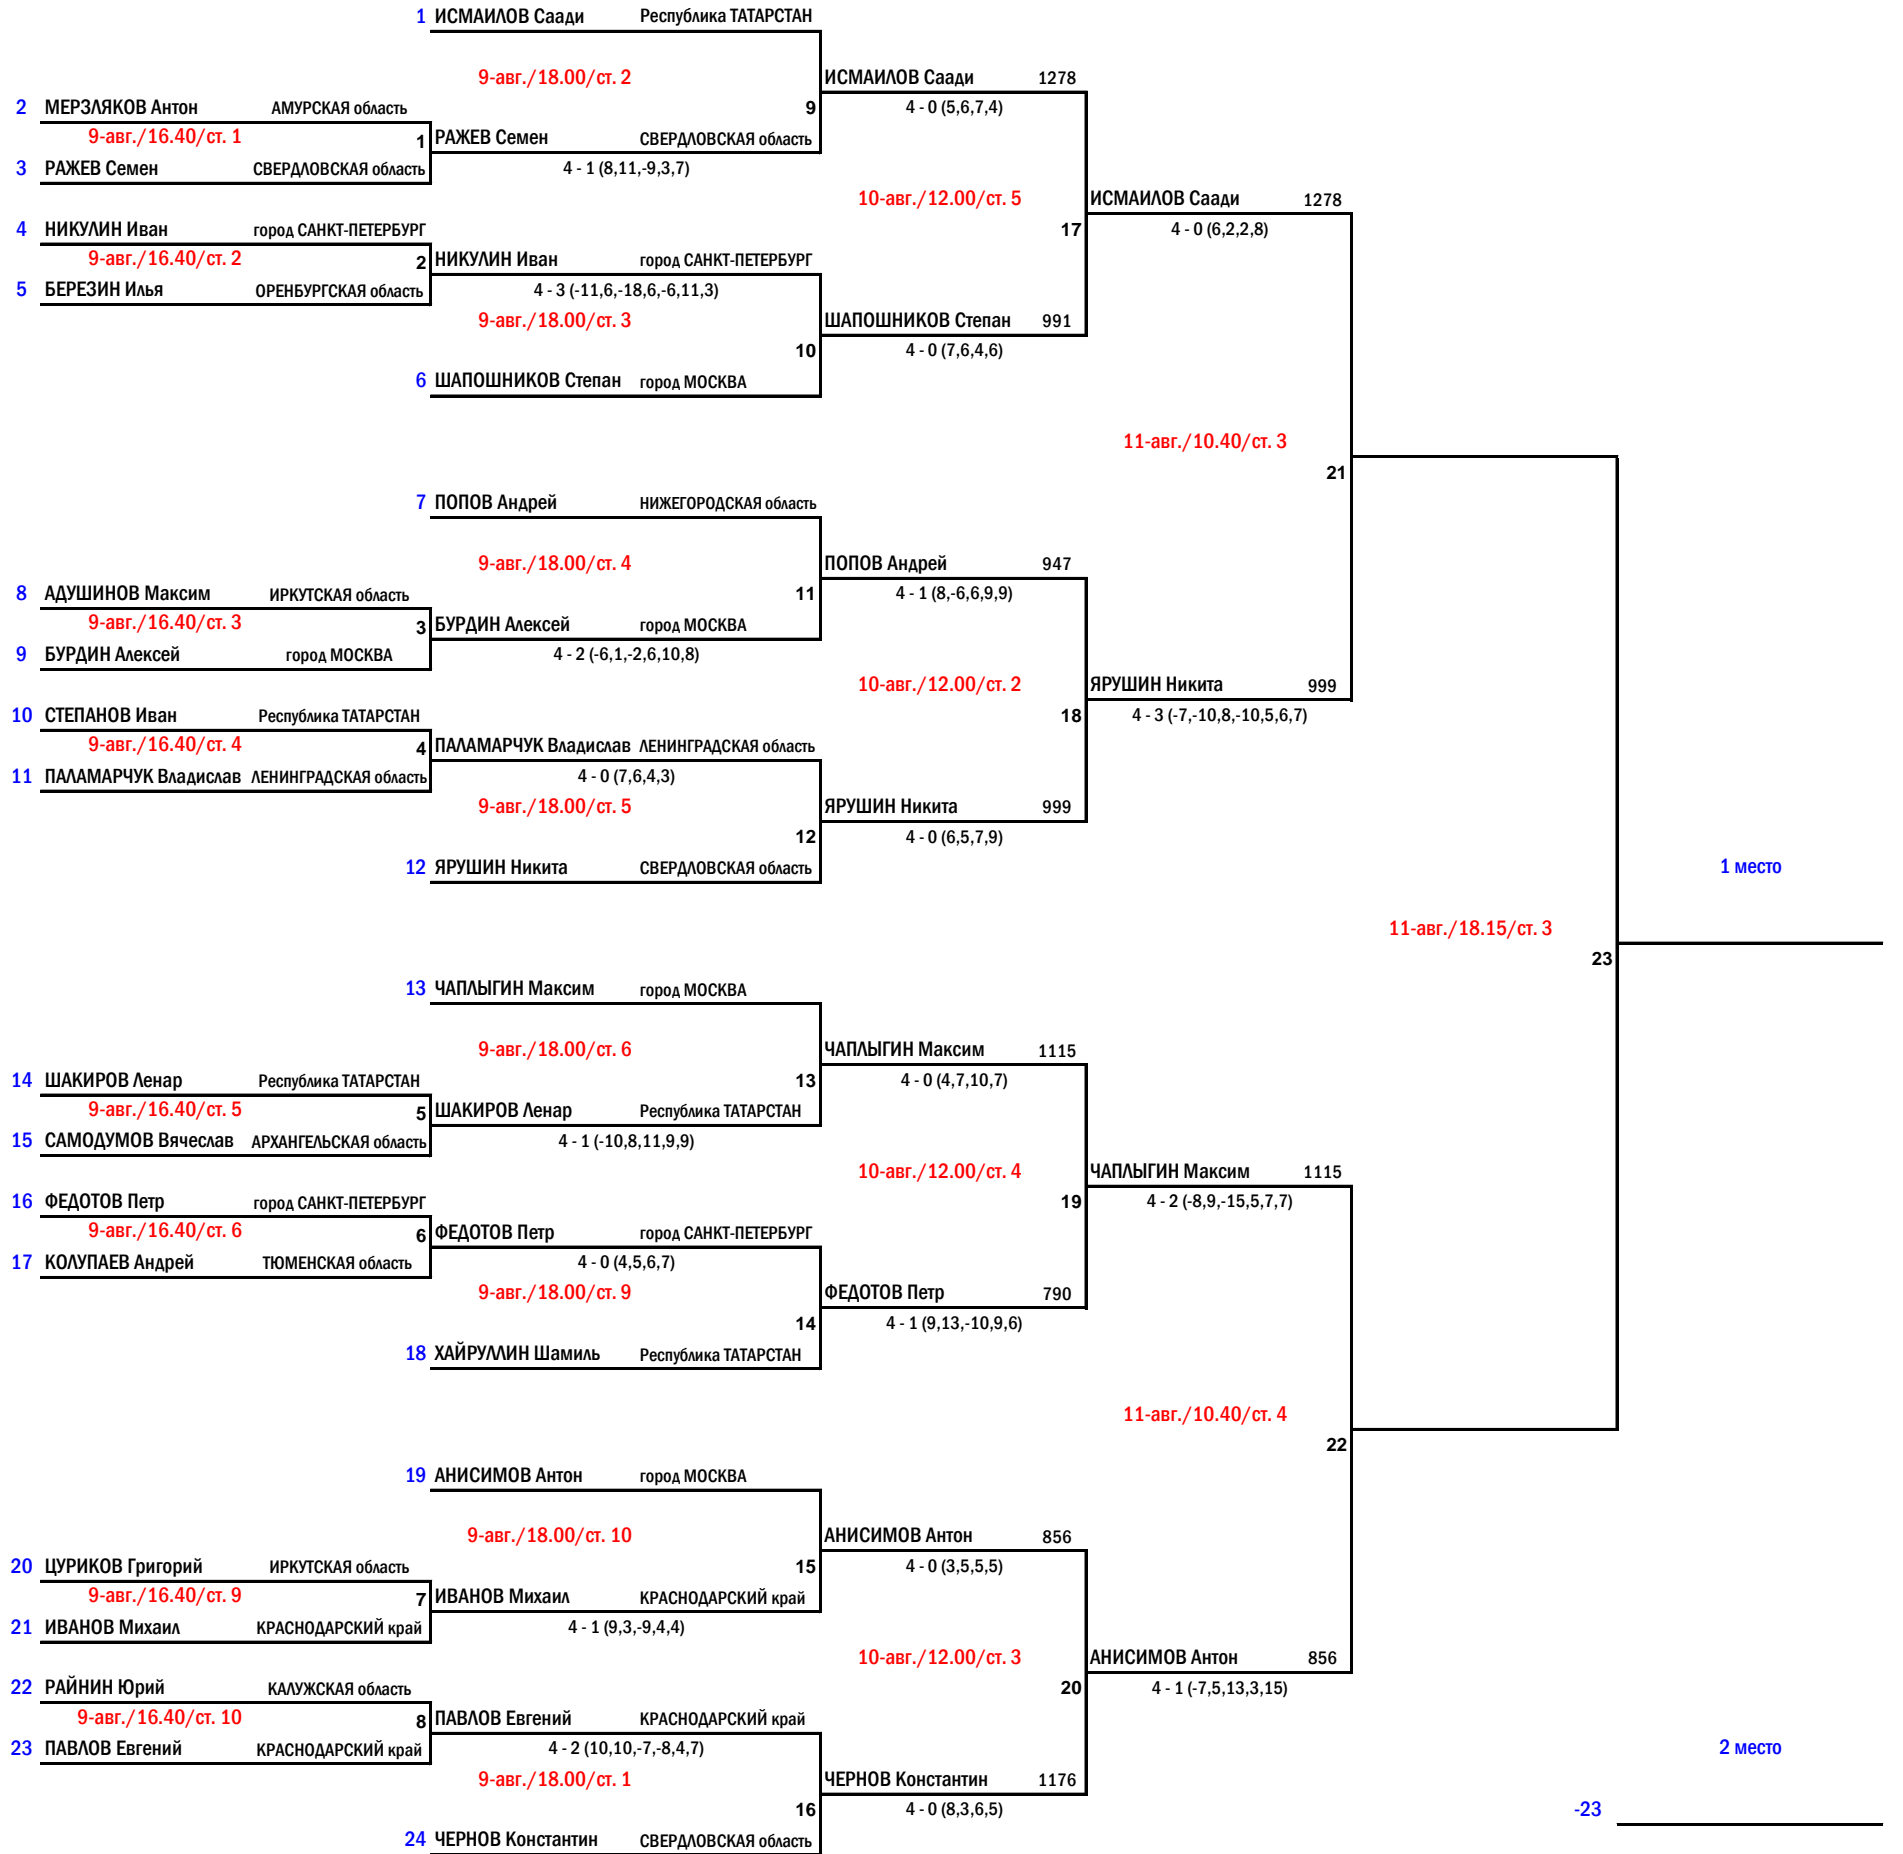 1 ИСМАИЛОВ Саади Республика ТАТАРСТАН
9-авг./18.00/ст. 2 ИСМАИЛОВ Саади 1278
2 МЕРЗЛЯКОВ Антон АМУРСКАЯ область 9 4 - 0 (5,6,7,4)
9-авг./16.40/ст. 1 1 РАЖЕВ Семен СВЕРДЛОВСКАЯ область
3 РАЖЕВ Семен СВЕРДЛОВСКАЯ область 4 - 1 (8,11,-9,3,7)
10-авг./12.00/ст. 5 ИСМАИЛОВ Саади 1278
4 НИКУЛИН Иван город САНКТ-ПЕТЕРБУРГ 17 4 - 0 (6,2,2,8)
9-авг./16.40/ст. 2 2 НИКУЛИН Иван город САНКТ-ПЕТЕРБУРГ
5 БЕРЕЗИН Илья ОРЕНБУРГСКАЯ область 4 - 3 (-11,6,-18,6,-6,11,3)
9-авг./18.00/ст. 3 ШАПОШНИКОВ Степан 991
10 4 - 0 (7,6,4,6)
6 ШАПОШНИКОВ Степан город МОСКВА
11-авг./10.40/ст. 3
21
7 ПОПОВ Андрей НИЖЕГОРОДСКАЯ область
9-авг./18.00/ст. 4 ПОПОВ Андрей 947
8 АДУШИНОВ Максим ИРКУТСКАЯ область 11 4 - 1 (8,-6,6,9,9)
9-авг./16.40/ст. 3 3 БУРДИН Алексей город МОСКВА
9 БУРДИН Алексей город МОСКВА 4 - 2 (-6,1,-2,6,10,8)
10-авг./12.00/ст. 2 ЯРУШИН Никита 999
10 СТЕПАНОВ Иван Республика ТАТАРСТАН 18 4 - 3 (-7,-10,8,-10,5,6,7)
9-авг./16.40/ст. 4 4 ПАЛАМАРЧУК Владислав ЛЕНИНГРАДСКАЯ область
11 ПАЛАМАРЧУК Владислав ЛЕНИНГРАДСКАЯ область 4 - 0 (7,6,4,3)
9-авг./18.00/ст. 5 ЯРУШИН Никита 999
12 4 - 0 (6,5,7,9)
12 ЯРУШИН Никита СВЕРДЛОВСКАЯ область 1 место
11-авг./18.15/ст. 3
23
13 ЧАПЛЫГИН Максим город МОСКВА
9-авг./18.00/ст. 6 ЧАПЛЫГИН Максим 1115
14 ШАКИРОВ Ленар Республика ТАТАРСТАН 13 4 - 0 (4,7,10,7)
9-авг./16.40/ст. 5 5 ШАКИРОВ Ленар Республика ТАТАРСТАН
15 САМОДУМОВ Вячеслав АРХАНГЕЛЬСКАЯ область 4 - 1 (-10,8,11,9,9)
10-авг./12.00/ст. 4 ЧАПЛЫГИН Максим 1115
16 ФЕДОТОВ Петр город САНКТ-ПЕТЕРБУРГ 19 4 - 2 (-8,9,-15,5,7,7)
9-авг./16.40/ст. 6 6 ФЕДОТОВ Петр город САНКТ-ПЕТЕРБУРГ
17 КОЛУПАЕВ Андрей ТЮМЕНСКАЯ область 4 - 0 (4,5,6,7)
9-авг./18.00/ст. 9 ФЕДОТОВ Петр 790
14 4 - 1 (9,13,-10,9,6)
18 ХАЙРУЛЛИН Шамиль Республика ТАТАРСТАН
11-авг./10.40/ст. 4
22
19 АНИСИМОВ Антон город МОСКВА
9-авг./18.00/ст. 10 АНИСИМОВ Антон 856
20 ЦУРИКОВ Григорий ИРКУТСКАЯ область 15 4 - 0 (3,5,5,5)
9-авг./16.40/ст. 9 7 ИВАНОВ Михаил КРАСНОДАРСКИЙ край
21 ИВАНОВ Михаил КРАСНОДАРСКИЙ край 4 - 1 (9,3,-9,4,4)
10-авг./12.00/ст. 3 АНИСИМОВ Антон 856
22 РАЙНИН Юрий КАЛУЖСКАЯ область 20 4 - 1 (-7,5,13,3,15)
9-авг./16.40/ст. 10 8 ПАВЛОВ Евгений КРАСНОДАРСКИЙ край
23 ПАВЛОВ Евгений КРАСНОДАРСКИЙ край 4 - 2 (10,10,-7,-8,4,7) 2 место
9-авг./18.00/ст. 1 ЧЕРНОВ Константин 1176
16 4 - 0 (8,3,6,5) -23
24 ЧЕРНОВ Константин СВЕРДЛОВСКАЯ область